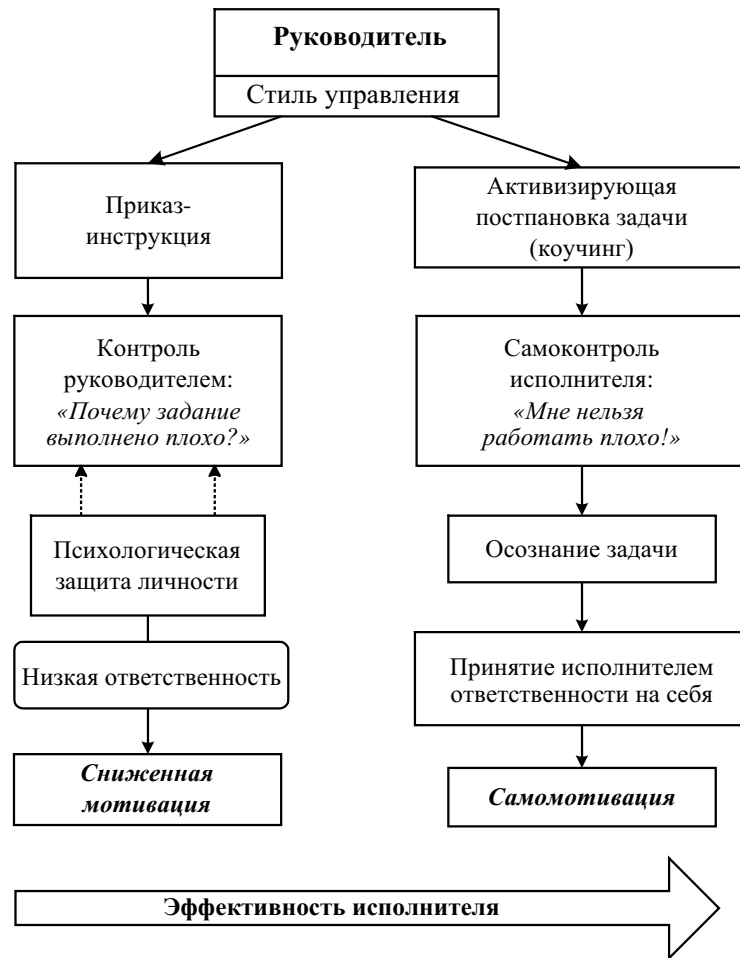 Руководитель
Стиль управления
Приказ-
инструкция
Активизирующая
постпановка задачи
(коучинг)
Контроль
руководителем:
«Почему задание
выполнено плохо?»
Самоконтроль
исполнителя:
«Мне нельзя
работать плохо!»
Психологическая
защита личности
Осознание задачи
Низкая ответственность
Принятие исполнителем
ответственности на себя
Сниженная
мотивация
Самомотивация
Эффективность исполнителя